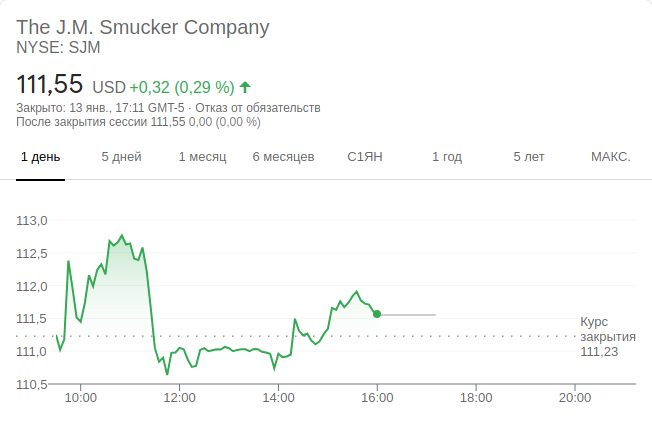 The J.M. Smucker Company
NYSE: SJM
111,55 USD +0,32 (0,29 %)
Закрыто: 13 янв., 17:11 GMT-5 · Отказ от обязательств
После закрытия сессии 111,55 0,00 (0,00 %)
1 день 5 дней 1 месяц 6 месяцев С1ЯН 1 год 5 лет МАКС.
113,0
112,5
112,0
111,5
Курс
закрытия
111,23
111,0
110,5
10:00 12:00 14:00 16:00 18:00 20:00